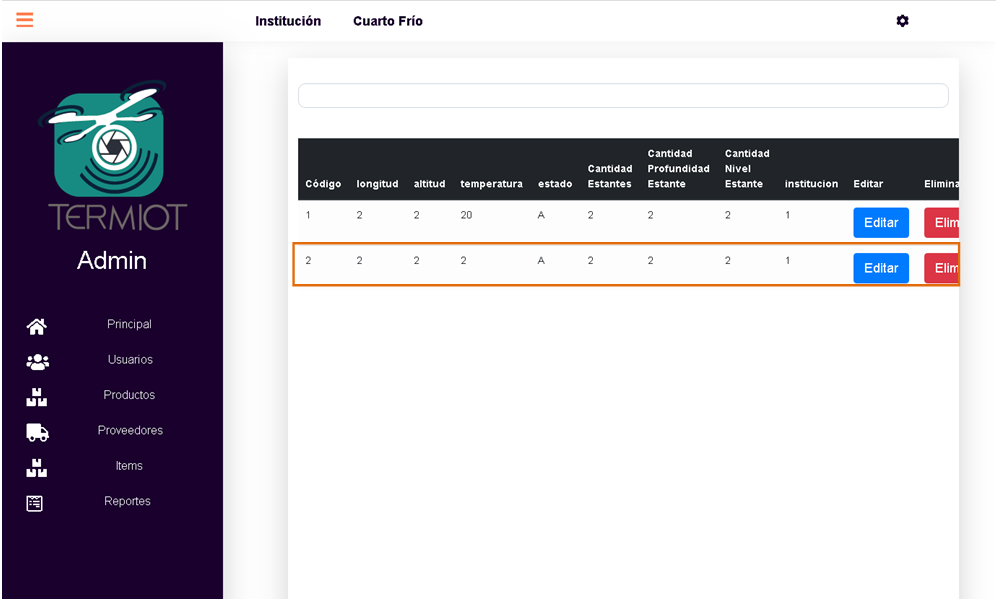 Institución Cuarto Frío
TERMIOT
Admin
Principal
Usuarios
Productos
Proveedores
Items
Reportes
Código longitud altitud temperatura estado Cantidad Estantes Cantidad Profundidad Estante Cantidad Nivel Estante institucion Editar Elimina
1 2 2 20 A 2 2 2 1 Editar Elim
2 2 2 2 A 2 2 2 1 Editar Elim